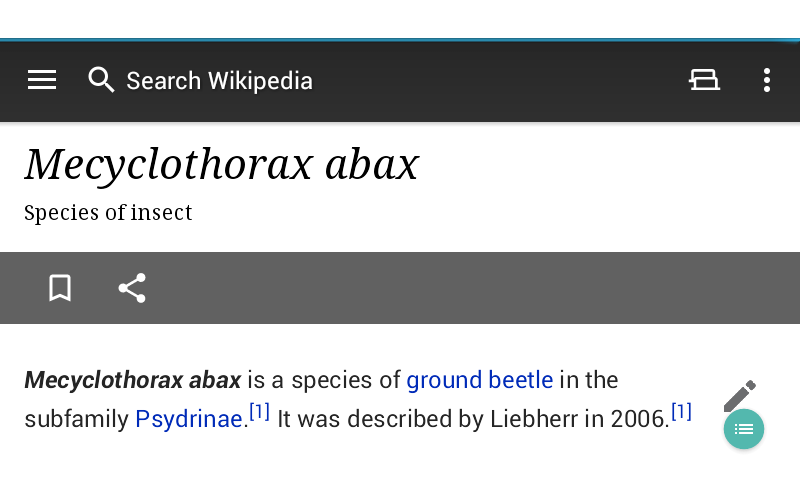 Search Wikipedia
Mecyclothorax abax
Species of insect
Mecyclothorax abax is a species of ground beetle in the
subfamily Psydrinae.[1] It was described by Liebherr in 2006.[1]